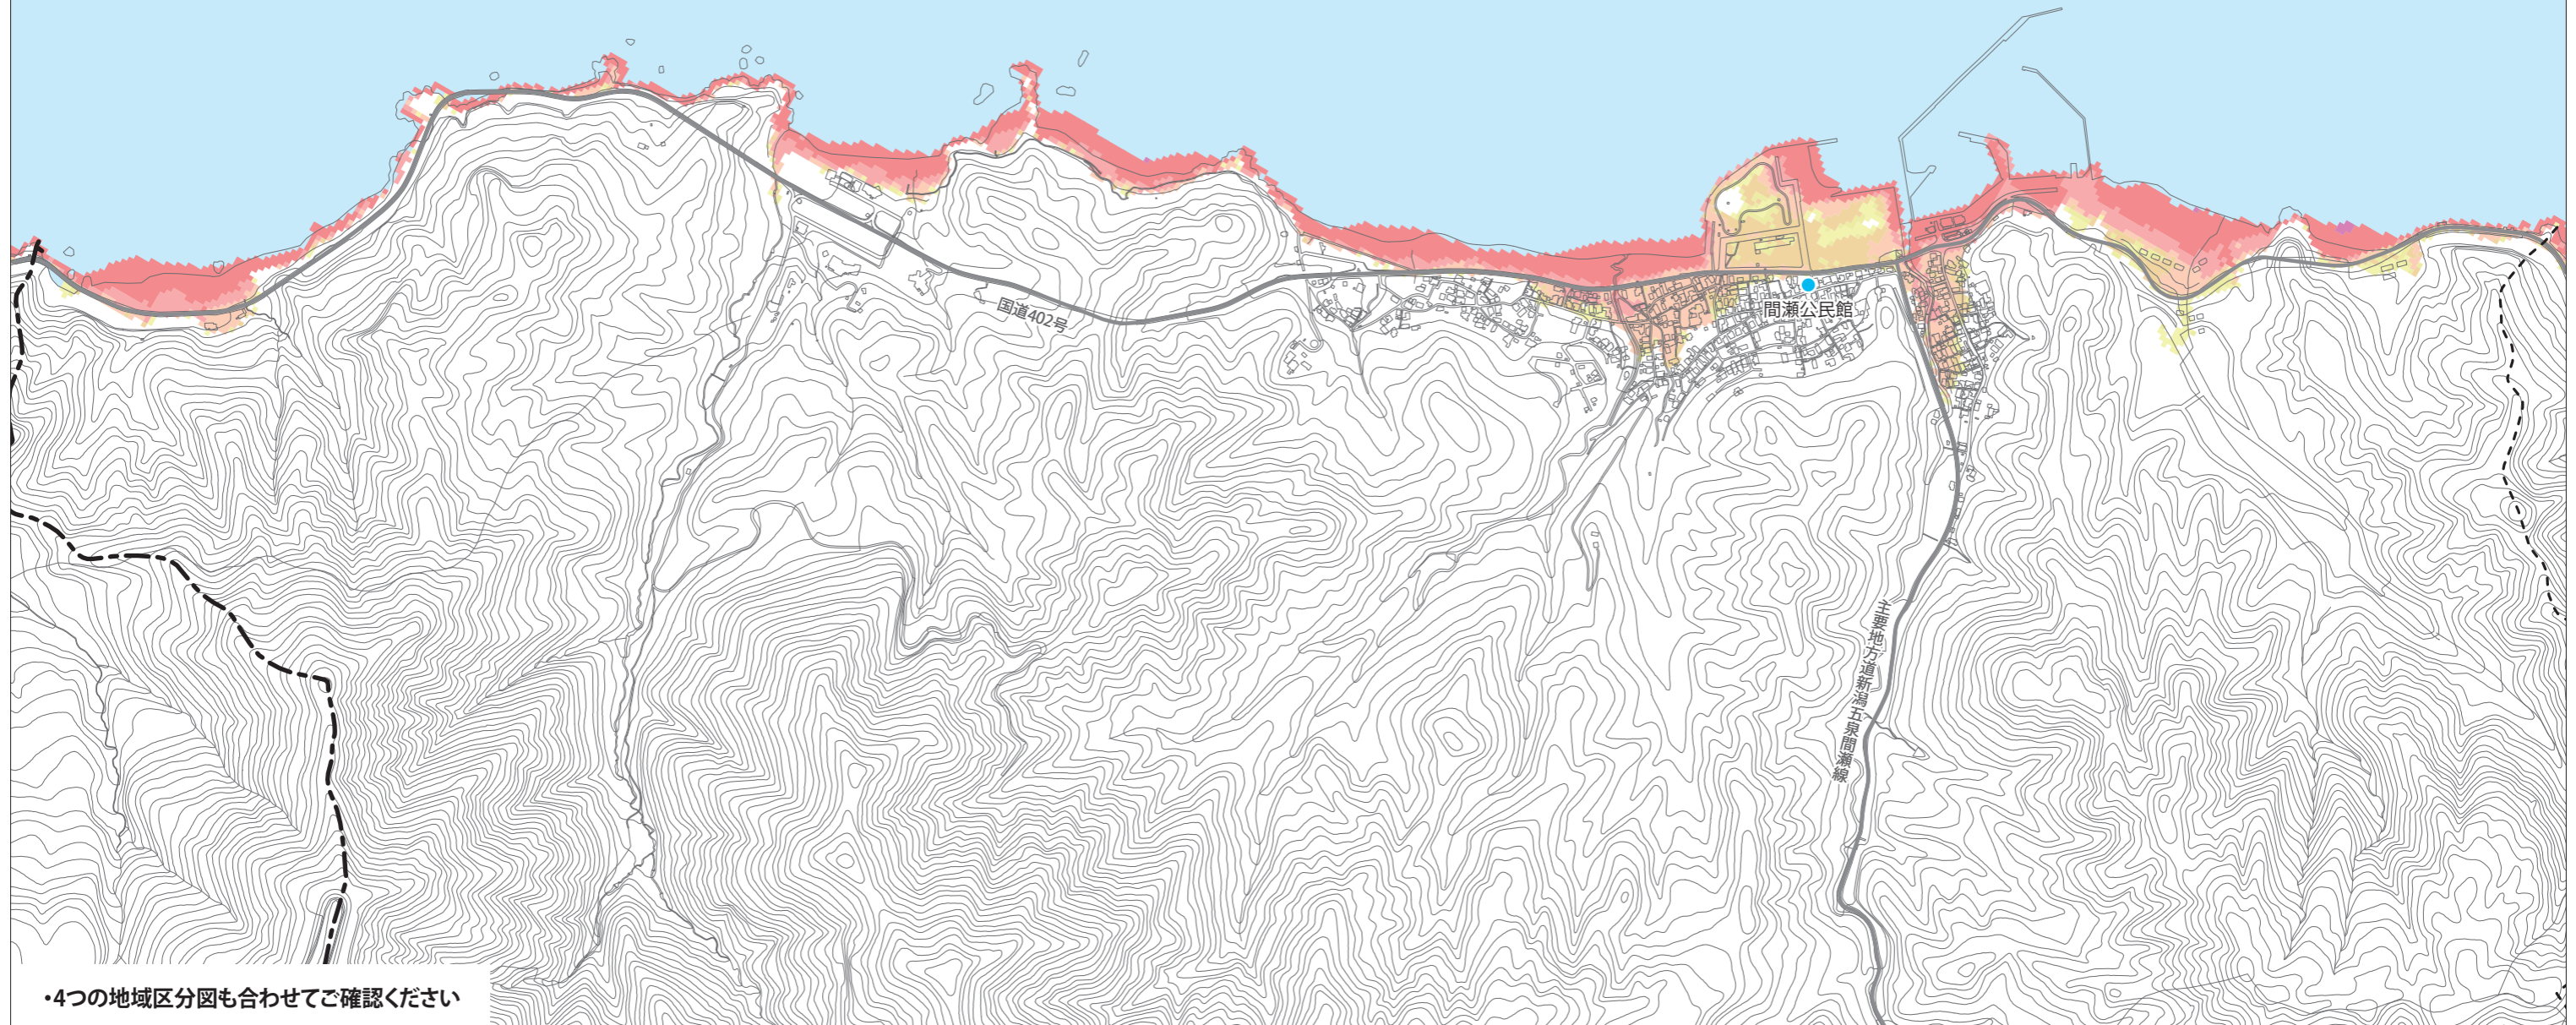 間瀬公民館
国道402号
主要地方道新潟五泉間瀬線
・4つの地域区分図も合わせてご確認ください